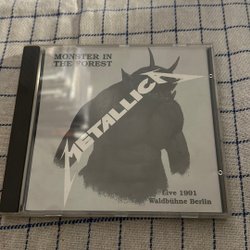 MONSTER IN
THE FOREST
METALLICA
Live 1991
Waldbühne Berlin